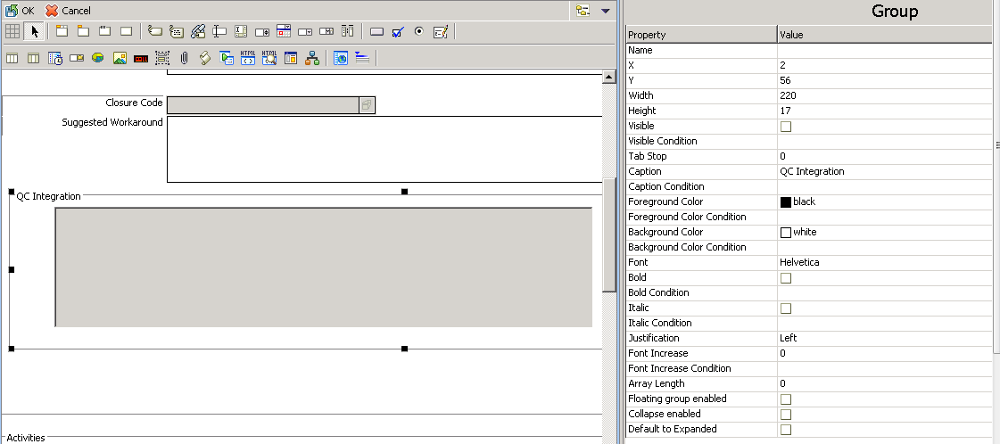 OK Cancel
HTML HTML
Closure Code
Suggested Workaround
QC Integration
Activities
Group
Property Value
Name
X 2
Y 56
Width 220
Height 17
Visible
Visible Condition
Tab Stop 0
Caption QC Integration
Caption Condition
Foreground Color black
Foreground Color Condition
Background Color white
Background Color Condition
Font Helvetica
Bold
Bold Condition
Italic
Italic Condition
Justification Left
Font Increase 0
Font Increase Condition
Array Length 0
Floating group enabled
Collapse enabled
Default to Expanded